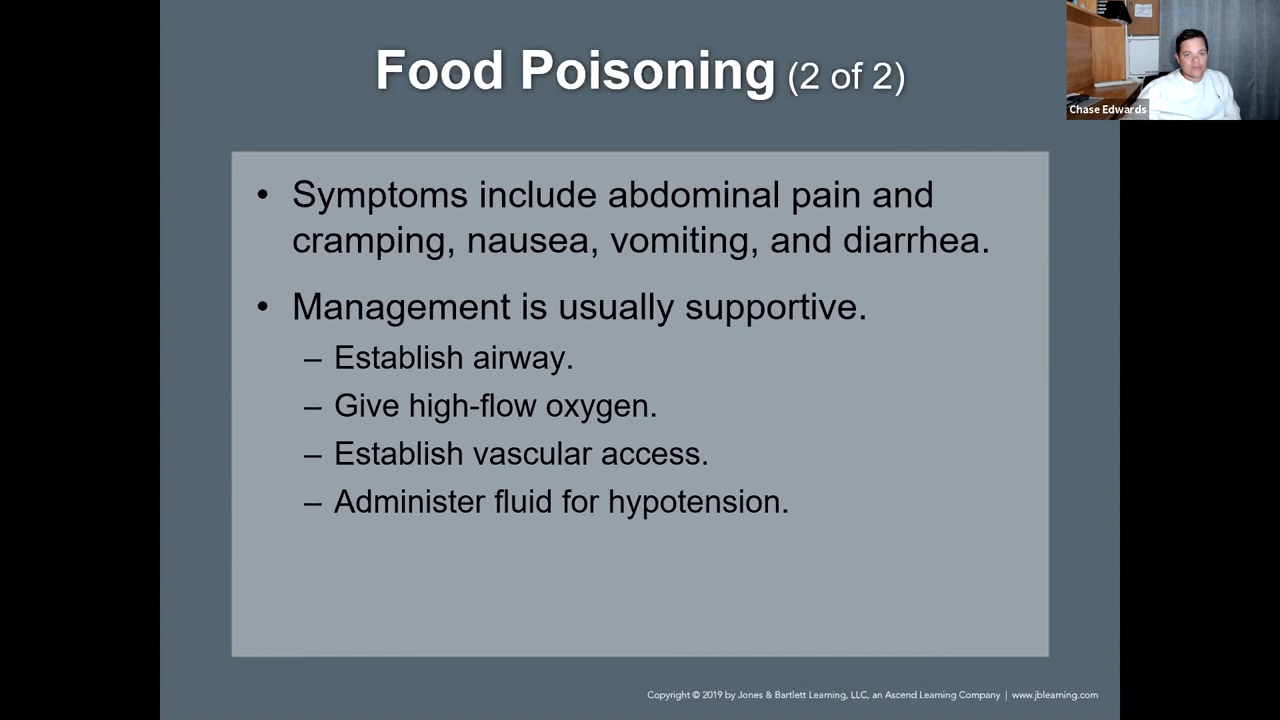 Food Poisoning (2 of 2)
Chase Edwards
• Symptoms include abdominal pain and
cramping, nausea, vomiting, and diarrhea.
• Management is usually supportive.
– Establish airway.
– Give high-flow oxygen.
– Establish vascular access.
– Administer fluid for hypotension.
Copyright © 2019 by Jones & Bartlett Learning, LLC, an Ascend Learning Company | www.jblearning.com